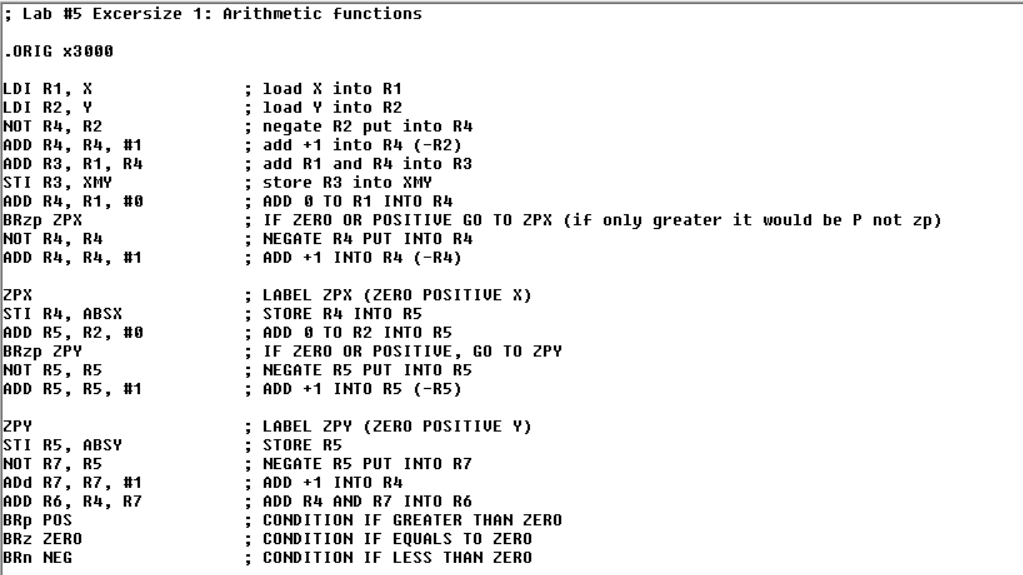 ; Lab #5 Excersize 1: Arithmetic functions
.ORIG x3000
LDI R1, X ; load X into R1
LDI R2, Y ; load Y into R2
NOT R4, R2 ; negate R2 put into R4
ADD R4, R4, #1 ; add +1 into R4 (-R2)
ADD R3, R1, R4 ; add R1 and R4 into R3
STI R3, XMY ; store R3 into XMY
ADD R4, R1, #0 ; ADD 0 TO R1 INTO R4
BRzp ZPX ; IF ZERO OR POSITIVE GO TO ZPX (if only greater it would be P not zp)
NOT R4, R4 ; NEGATE R4 PUT INTO R4
ADD R4, R4, #1 ; ADD +1 INTO R4 (-R4)
ZPX ; LABEL ZPX (ZERO POSITIVE X)
STI R4, ABSX ; STORE R4 INTO R5
ADD R5, R2, #0 ; ADD 0 TO R2 INTO R5
BRzp ZPY ; IF ZERO OR POSITIVE, GO TO ZPY
NOT R5, R5 ; NEGATE R5 PUT INTO R5
ADD R5, R5, #1 ; ADD +1 INTO R5 (-R5)
ZPY ; LABEL ZPY (ZERO POSITIVE Y)
STI R5, ABSY ; STORE R5
NOT R7, R5 ; NEGATE R5 PUT INTO R7
ADd R7, R7, #1 ; ADD +1 INTO R4
ADD R6, R4, R7 ; ADD R4 AND R7 INTO R6
BRp POS ; CONDITION IF GREATER THAN ZERO
BRz ZERO ; CONDITION IF EQUALS TO ZERO
BRn NEG ; CONDITION IF LESS THAN ZERO